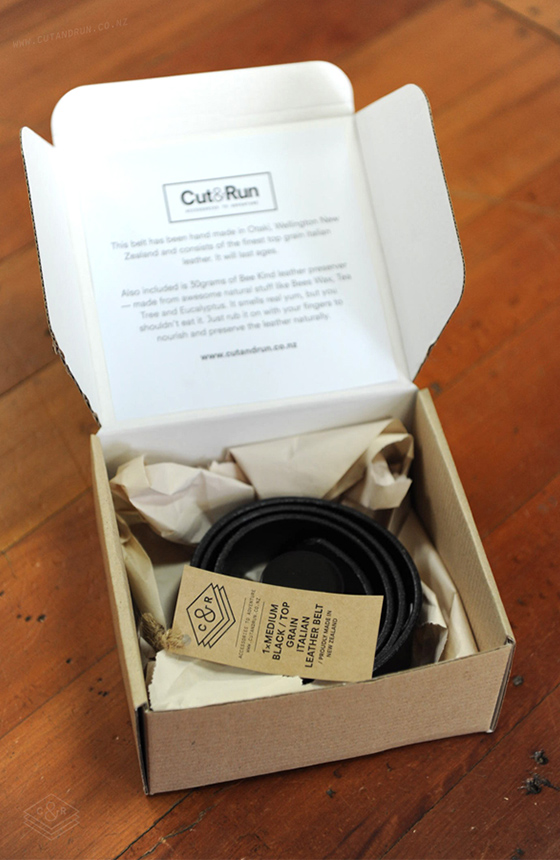 WWW.CUTANDRUN.CO.NZ
Cut&Run
ACCESSORIES TO ADVENTURE
This belt has been hand made in Otaki, Wellington New
Zealand and consists of the finest top grain italian
leather. It will last ages.
Also included is 30grams of Bee Kind leather preserver
— made from awesome natural stuff like Bees Wax, Tea
Tree and Eucalyptus. It smells real yum, but you
shouldn't eat it. Just rub it on with your fingers to
nourish and preserve the leather naturally.
www.cutandrun.co.nz
C & R
ACCESSORIES TO ADVENTURE
WWW.CUTANDRUN.CO.NZ
1xMEDIUM
BLACK / TOP
GRAIN
ITALIAN
LEATHER BELT
/ PROUDLY MADE IN
NEW ZEALAND
C & R